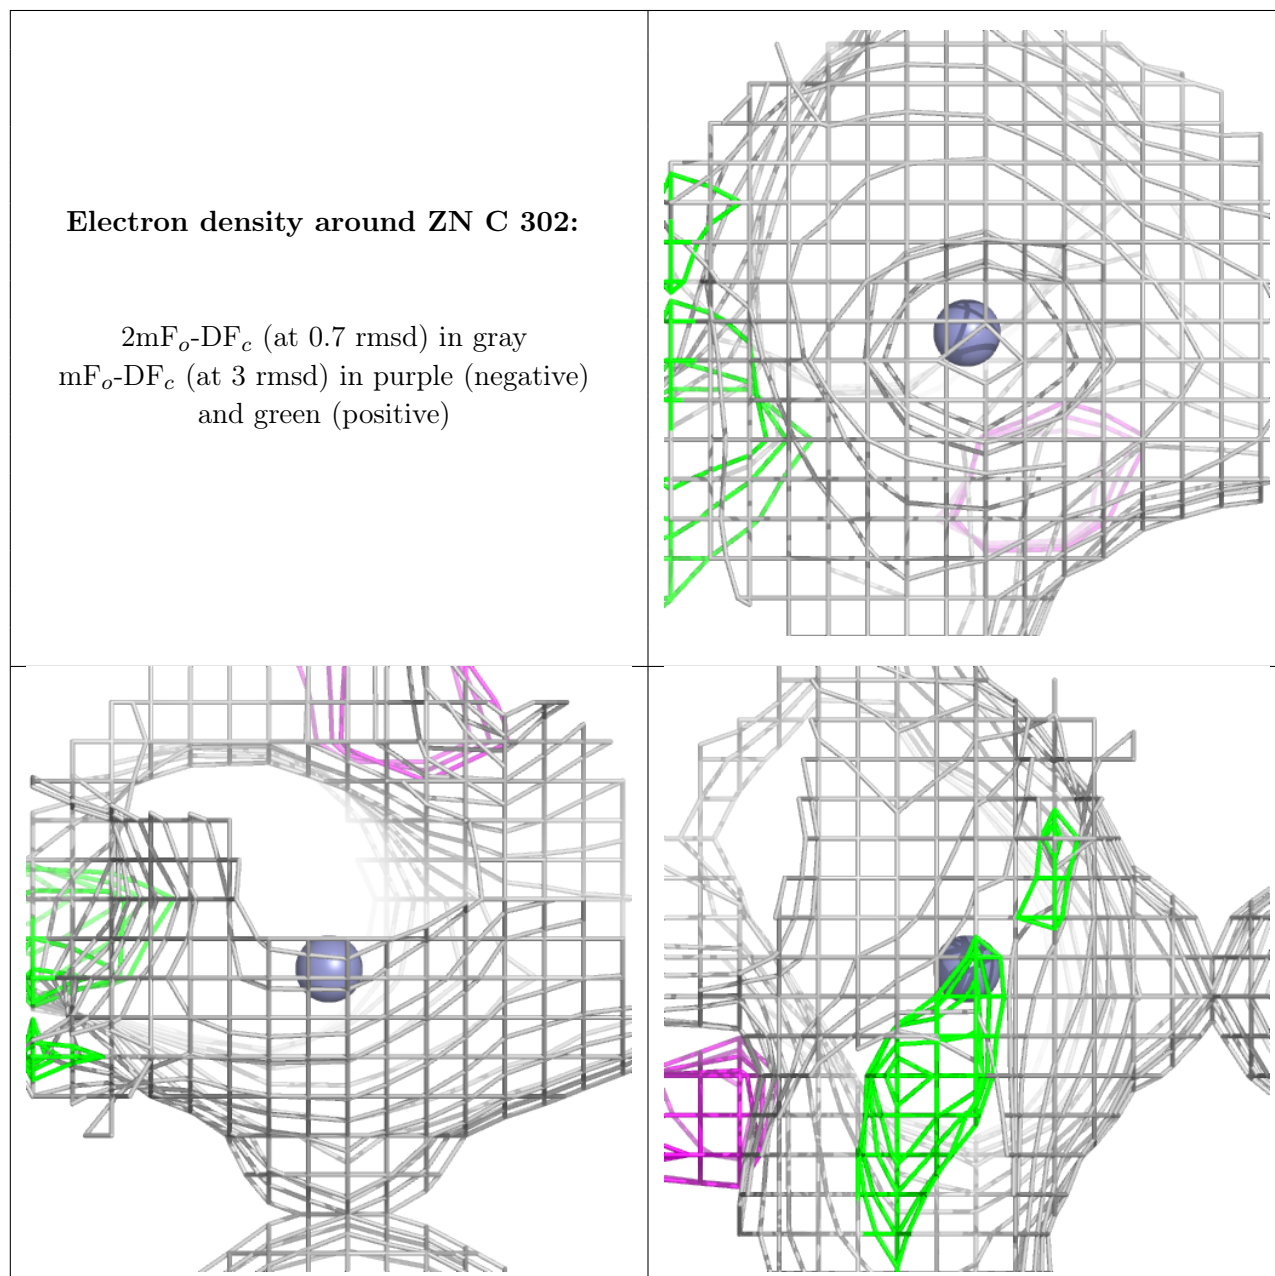 Electron density around ZN C 302:
2mFo-DFc (at 0.7 rmsd) in gray
mFo-DFc (at 3 rmsd) in purple (negative)
and green (positive)